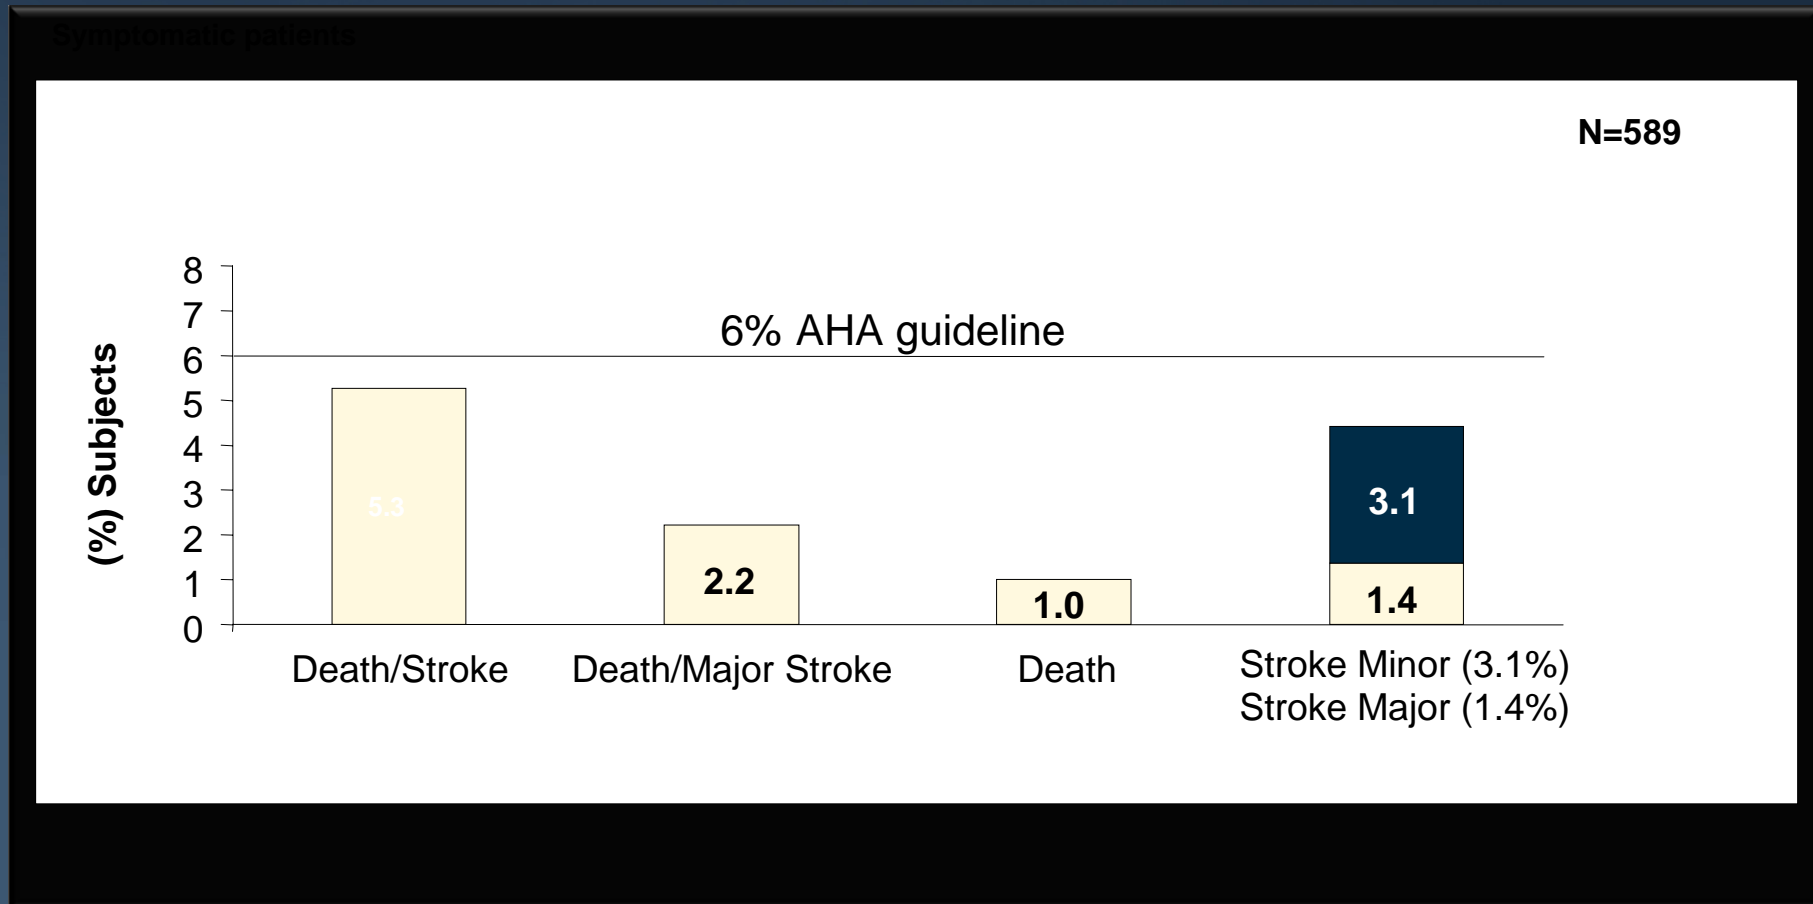 Symptomatic patients
N=589
8
7
6% AHA guideline
6
5
4
3
2
1
0
(%) Subjects
5.3
2.2
1.0
3.1
1.4
Death/Stroke
Death/Major Stroke
Death
Stroke Minor (3.1%)
Stroke Major (1.4%)